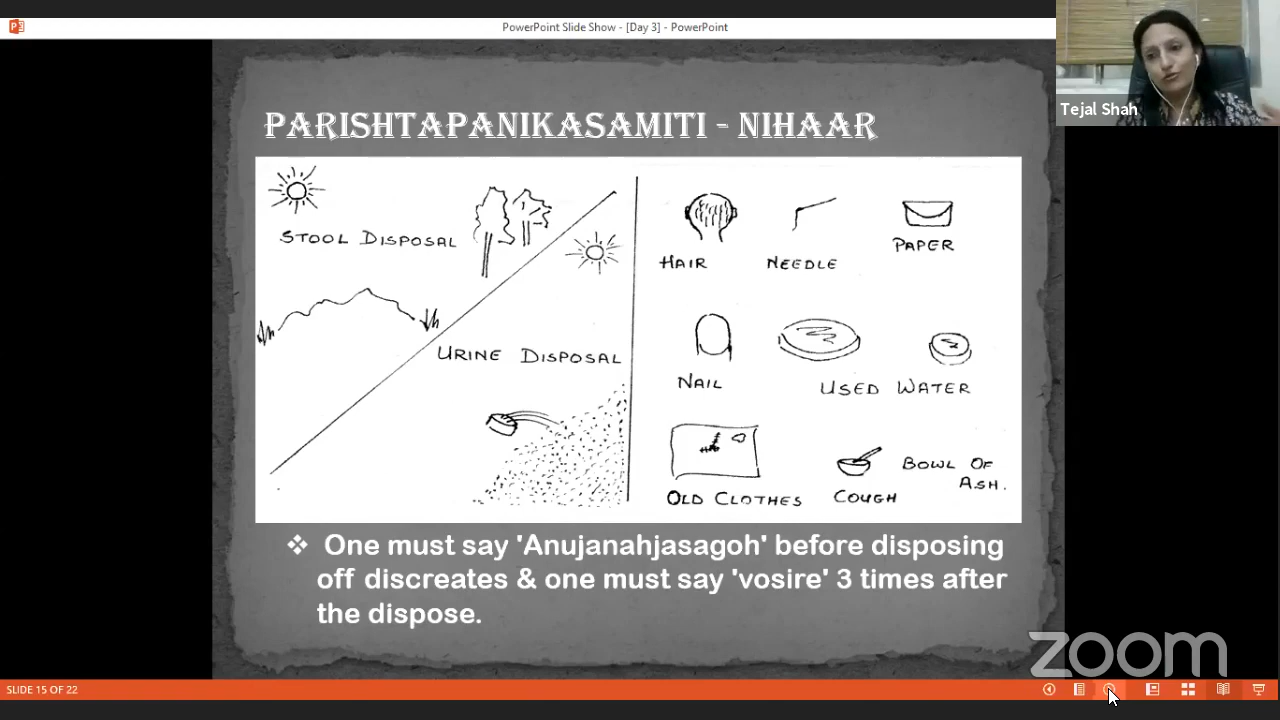 PowerPoint Slide Show - [Day 3] - PowerPoint
Tejal Shah
PARISHTAPANIKASAMITI - NIHAAR
STOOL DISPOSAL
URINE DISPOSAL
HAIR
NEEDLE
PAPER
NAIL
USED WATER
OLD CLOTHES
COUGH
BOWL OF
ASH.
❖ One must say 'Anujanahjasagoh' before disposing
off discreates & one must say 'vosire' 3 times after
the dispose.
zoom
SLIDE 15 OF 22